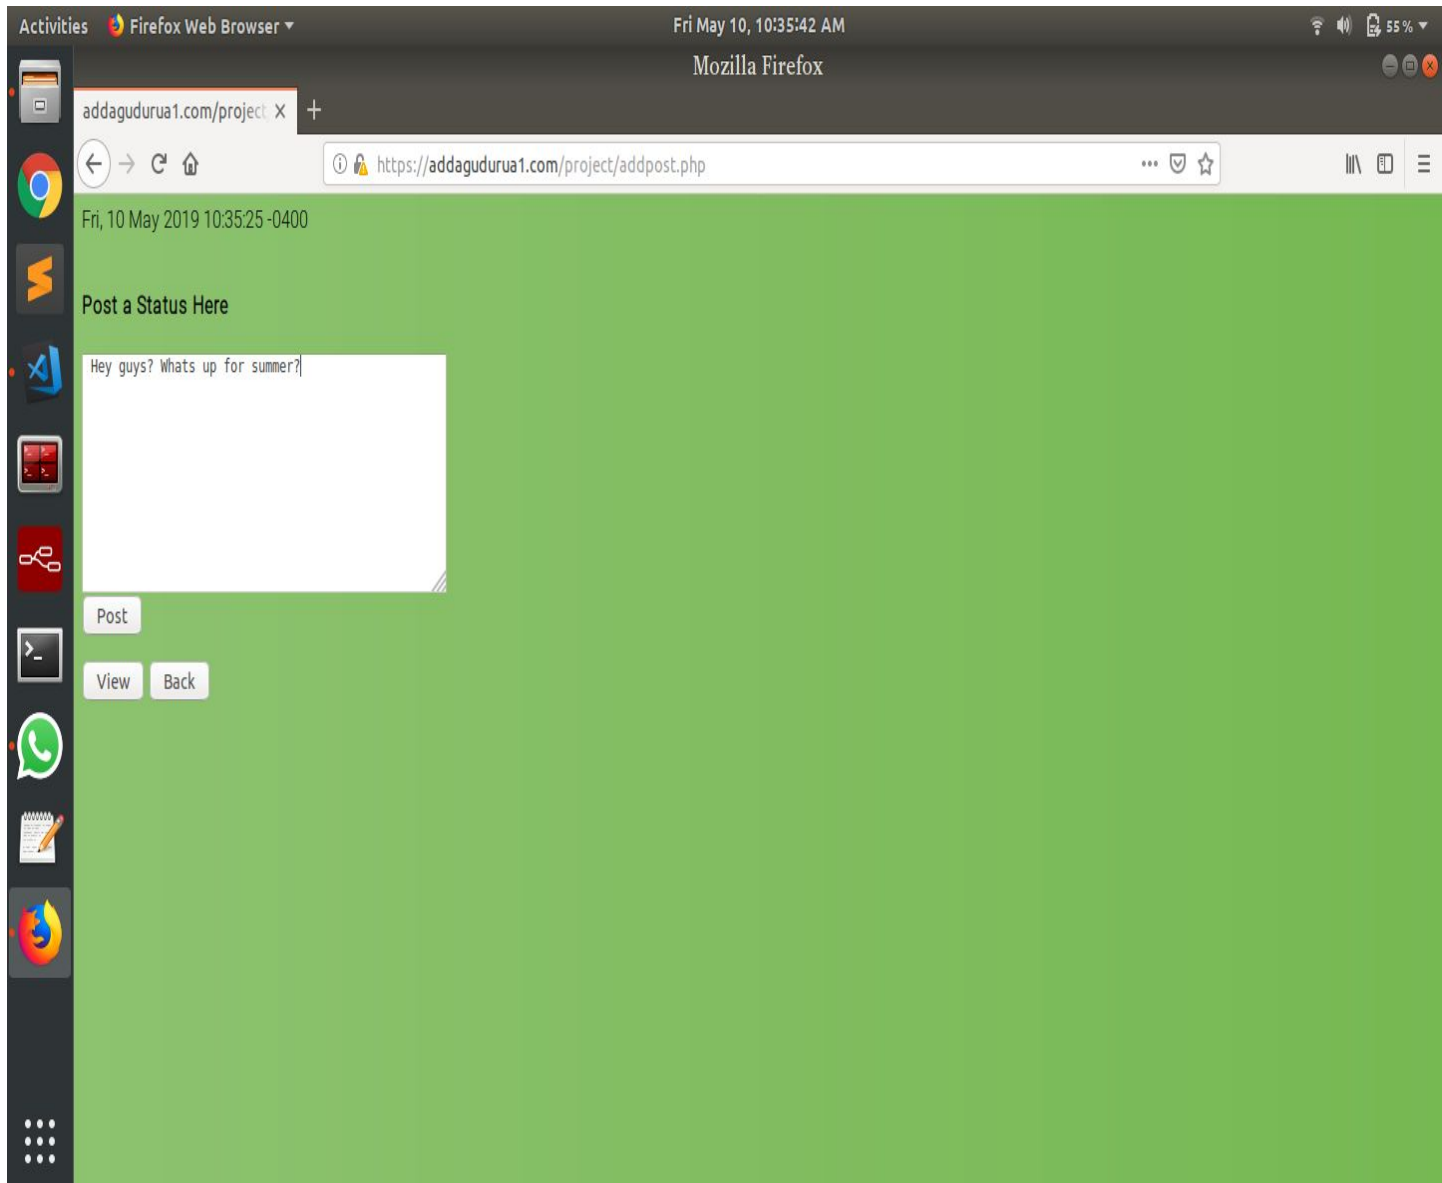 Activities Firefox Web Browser Fri May 10, 10:35:42 AM 55 %
Mozilla Firefox
addagudurua1.com/project
https://addagudurua1.com/project/addpost.php
Fri, 10 May 2019 10:35:25 -0400
Post a Status Here
Hey guys? Whats up for summer?
Post
View Back